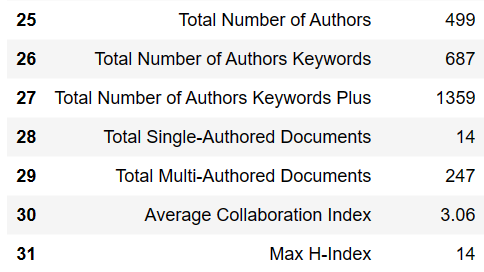 25 Total Number of Authors 499
26 Total Number of Authors Keywords 687
27 Total Number of Authors Keywords Plus 1359
28 Total Single-Authored Documents 14
29 Total Multi-Authored Documents 247
30 Average Collaboration Index 3.06
31 Max H-Index 14